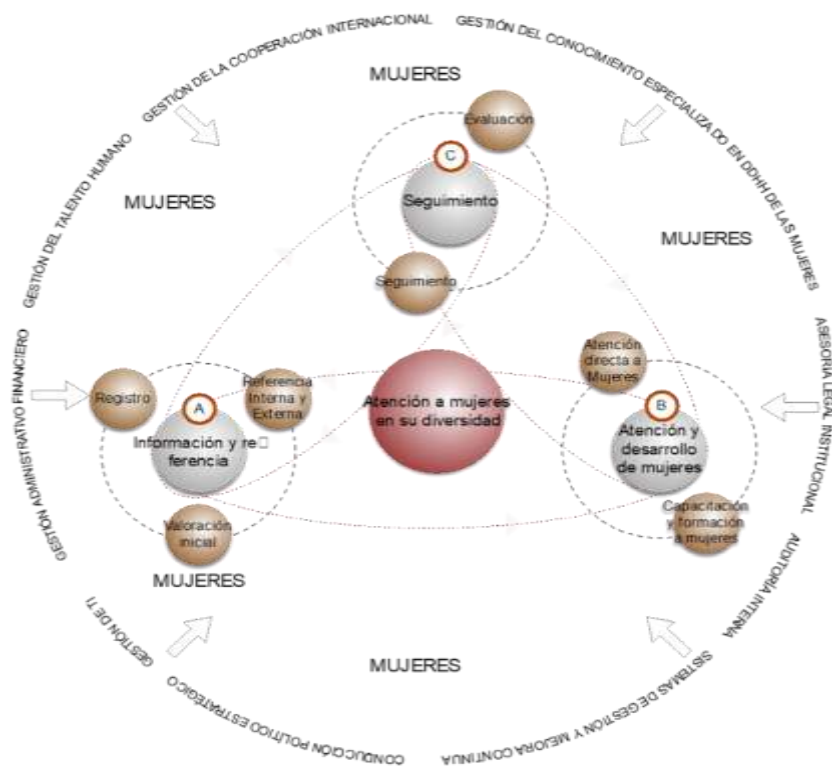 GESTIÓN DE LA COOPERACIÓN INTERNACIONAL
GESTIÓN DEL CONOCIMIENTO ESPECIALIZADO EN DDHH DE LAS MUJERES
MUJERES
Evaluación
C
Seguimiento
GESTIÓN DEL TALENTO HUMANO
MUJERES
MUJERES
Seguimiento
GESTIÓN ADMINISTRATIVO FINANCIERO
ASESORIA LEGAL INSTITUCIONAL
Registro
A
Referencia
Interna y
Externa
Información y re
ferencia
Valoración
inicial
MUJERES
Atención a mujeres
en su diversidad
Atención
directa a
Mujeres
B
Atención y
desarrollo
de mujeres
Capacitación
y formación
a mujeres
AUDITORÍA INTERNA
GESTIÓN DE TI
MUJERES
CONDUCCIÓN POLÍTICO ESTRATÉGICO
SISTEMAS DE GESTIÓN Y MEJORA CONTINUA